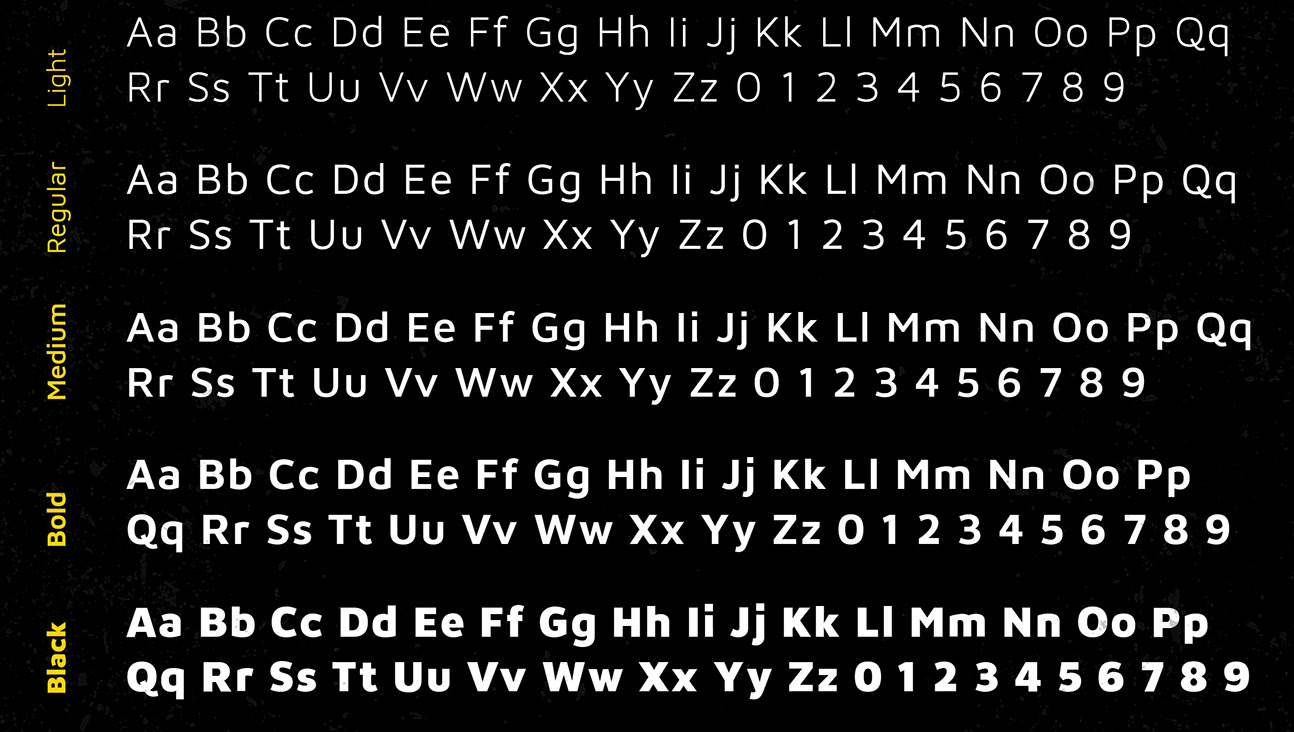 Light
Aa Bb Cc Dd Ee Ff Gg Hh Ii Jj Kk Ll Mm Nn Oo Pp Qq
Rr Ss Tt Uu Vv Ww Xx Yy Zz 0 1 2 3 4 5 6 7 8 9
Regular
Aa Bb Cc Dd Ee Ff Gg Hh Ii Jj Kk Ll Mm Nn Oo Pp Qq
Rr Ss Tt Uu Vv Ww Xx Yy Zz 0 1 2 3 4 5 6 7 8 9
Medium
Aa Bb Cc Dd Ee Ff Gg Hh Ii Jj Kk Ll Mm Nn Oo Pp Qq
Rr Ss Tt Uu Vv Ww Xx Yy Zz 0 1 2 3 4 5 6 7 8 9
Bold
Aa Bb Cc Dd Ee Ff Gg Hh Ii Jj Kk Ll Mm Nn Oo Pp
Qq Rr Ss Tt Uu Vv Ww Xx Yy Zz 0 1 2 3 4 5 6 7 8 9
Black
Aa Bb Cc Dd Ee Ff Gg Hh Ii Jj Kk Ll Mm Nn Oo Pp
Qq Rr Ss Tt Uu Vv Ww Xx Yy Zz 0 1 2 3 4 5 6 7 8 9